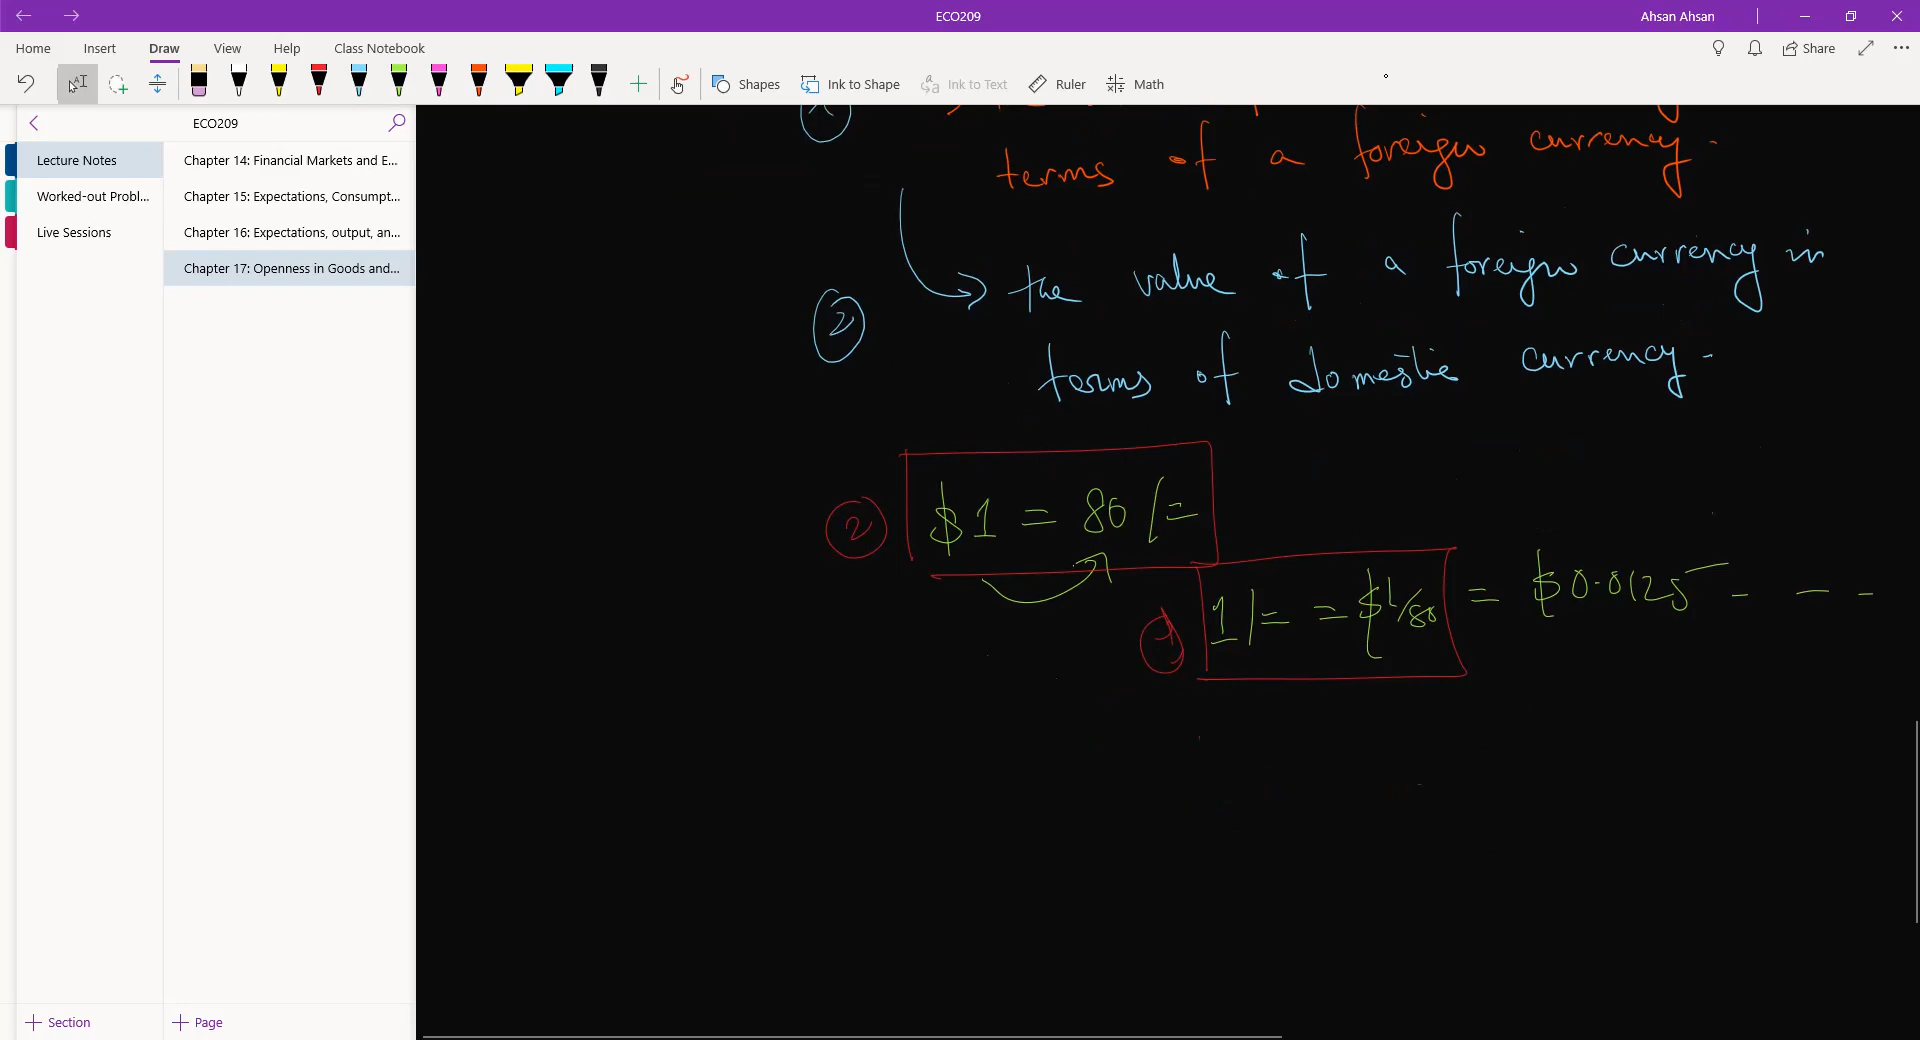 ECO209
Ahsan Ahsan
Home Insert Draw View Help Class Notebook
Share
Shapes Ink to Shape Ink to Text Ruler Math
ECO209
Lecture Notes
Worked-out Probl...
Live Sessions
Chapter 14: Financial Markets and E...
Chapter 15: Expectations, Consumpt...
Chapter 16: Expectations, output, an...
Chapter 17: Openness in Goods and...
terms of a foreign currency.
② the value of a foreign currency in
terms of domestic currency.
② $1 = 80/=
① 1/= = $1/80 = $0.0125 - - -
Section
Page